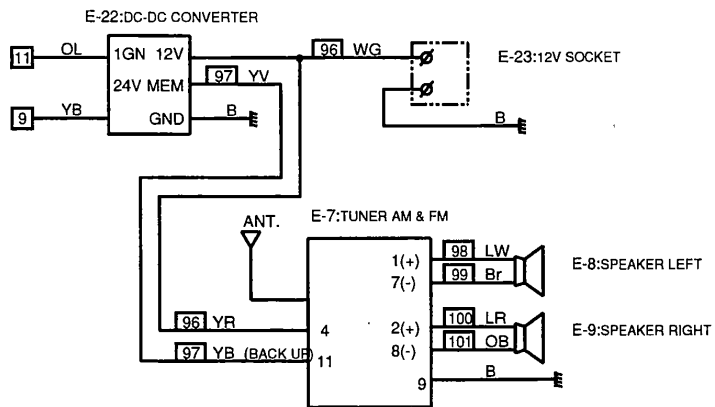 E-22:DC-DC CONVERTER
11 OL 1GN 12V 96 WG E-23:12V SOCKET
97 YV
24V MEM
9 YB GND B
B
E-7:TUNER AM & FM
ANT.
1(+) 98 LW
7(-) 99 Br E-8:SPEAKER LEFT
96 YR 4 2(+) 100 LR
E-9:SPEAKER RIGHT
97 YB (BACK UP) 11 8(-) 101 OB
9 B